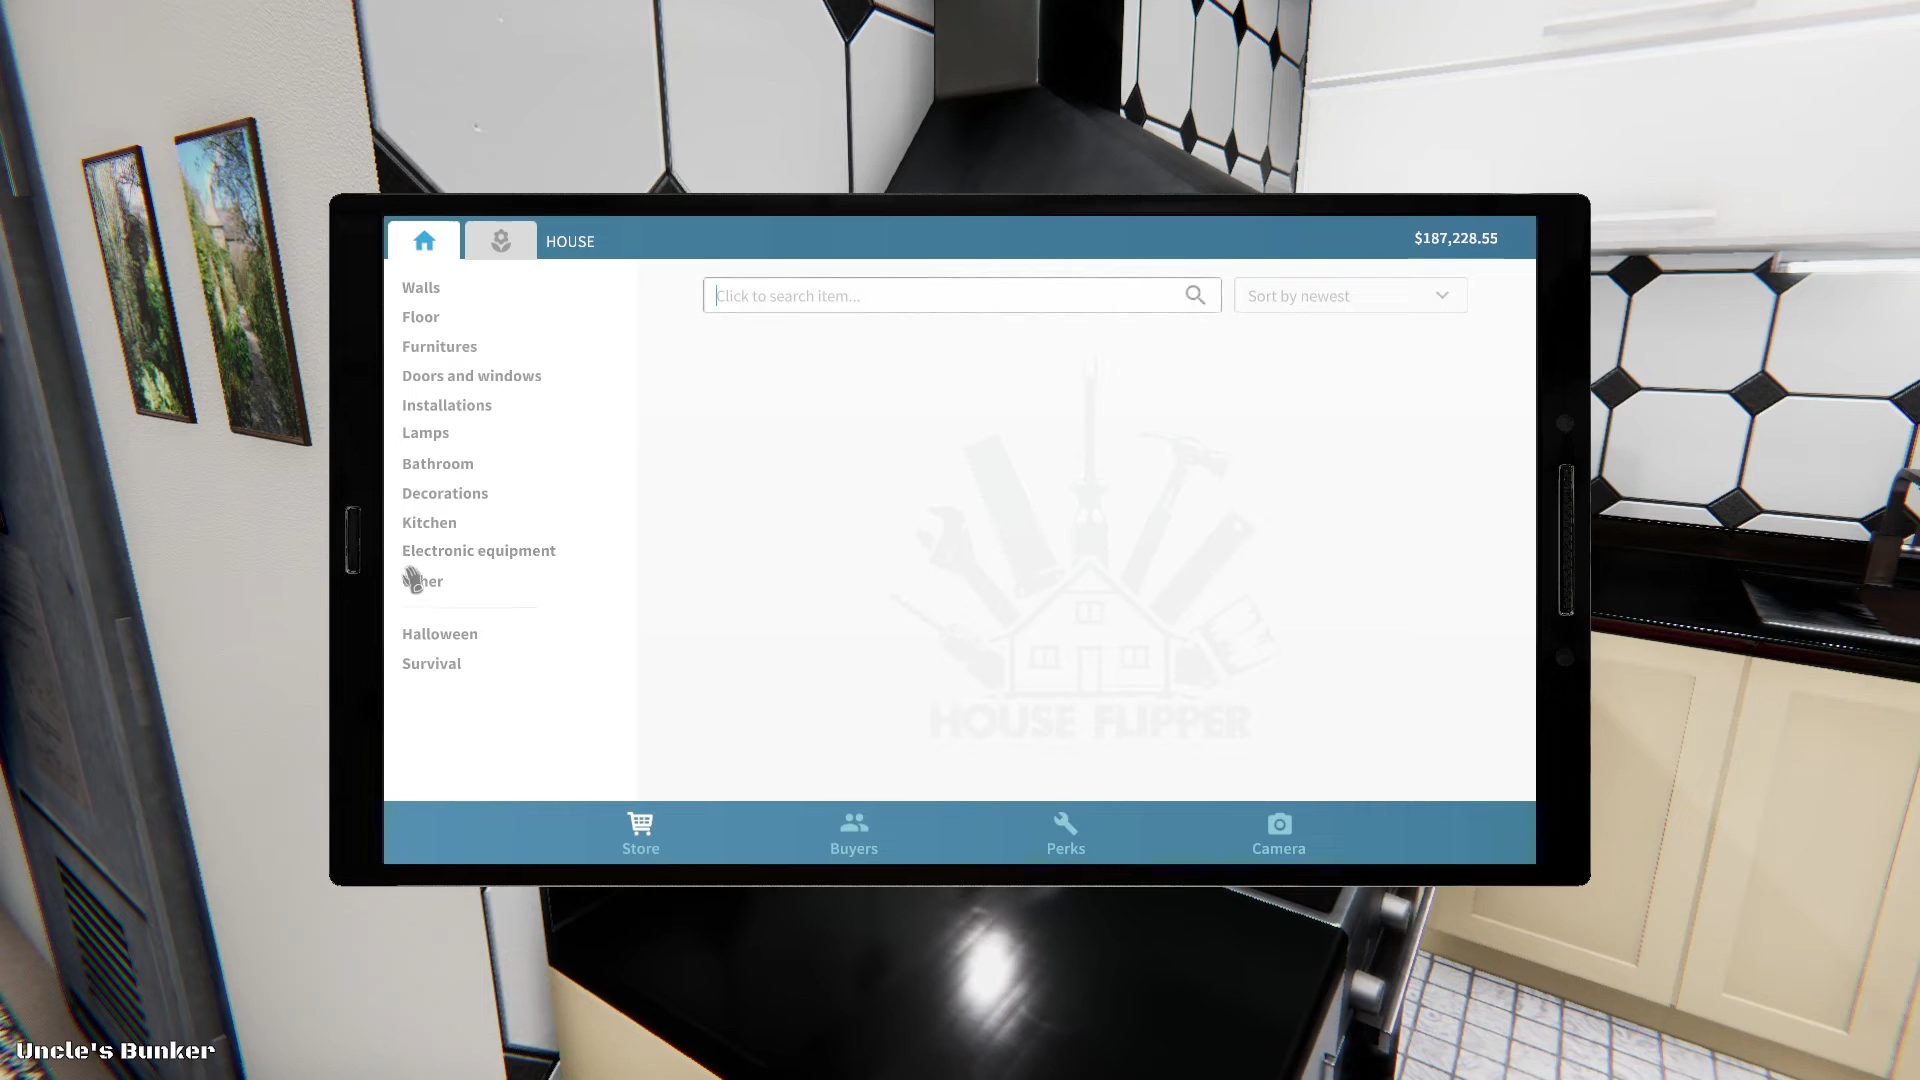 HOUSE
$187,228.55
Click to search item...
Sort by newest
Walls
Floor
Furnitures
Doors and windows
Installations
Lamps
Bathroom
Decorations
Kitchen
Electronic equipment
Halloween
Survival
HOUSE FLIPPER
Store
Buyers
Perks
Camera
Uncle's Bunker